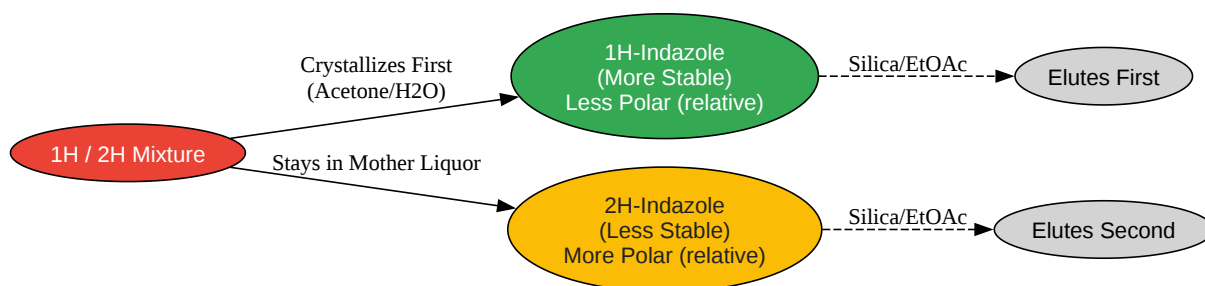 1H / 2H Mixture
Crystallizes First
(Acetone/H2O)
Stays in Mother Liquor
1H-Indazole
(More Stable)
Less Polar (relative)
Silica/EtOAc
Elutes First
2H-Indazole
(Less Stable)
More Polar (relative)
Silica/EtOAc
Elutes Second